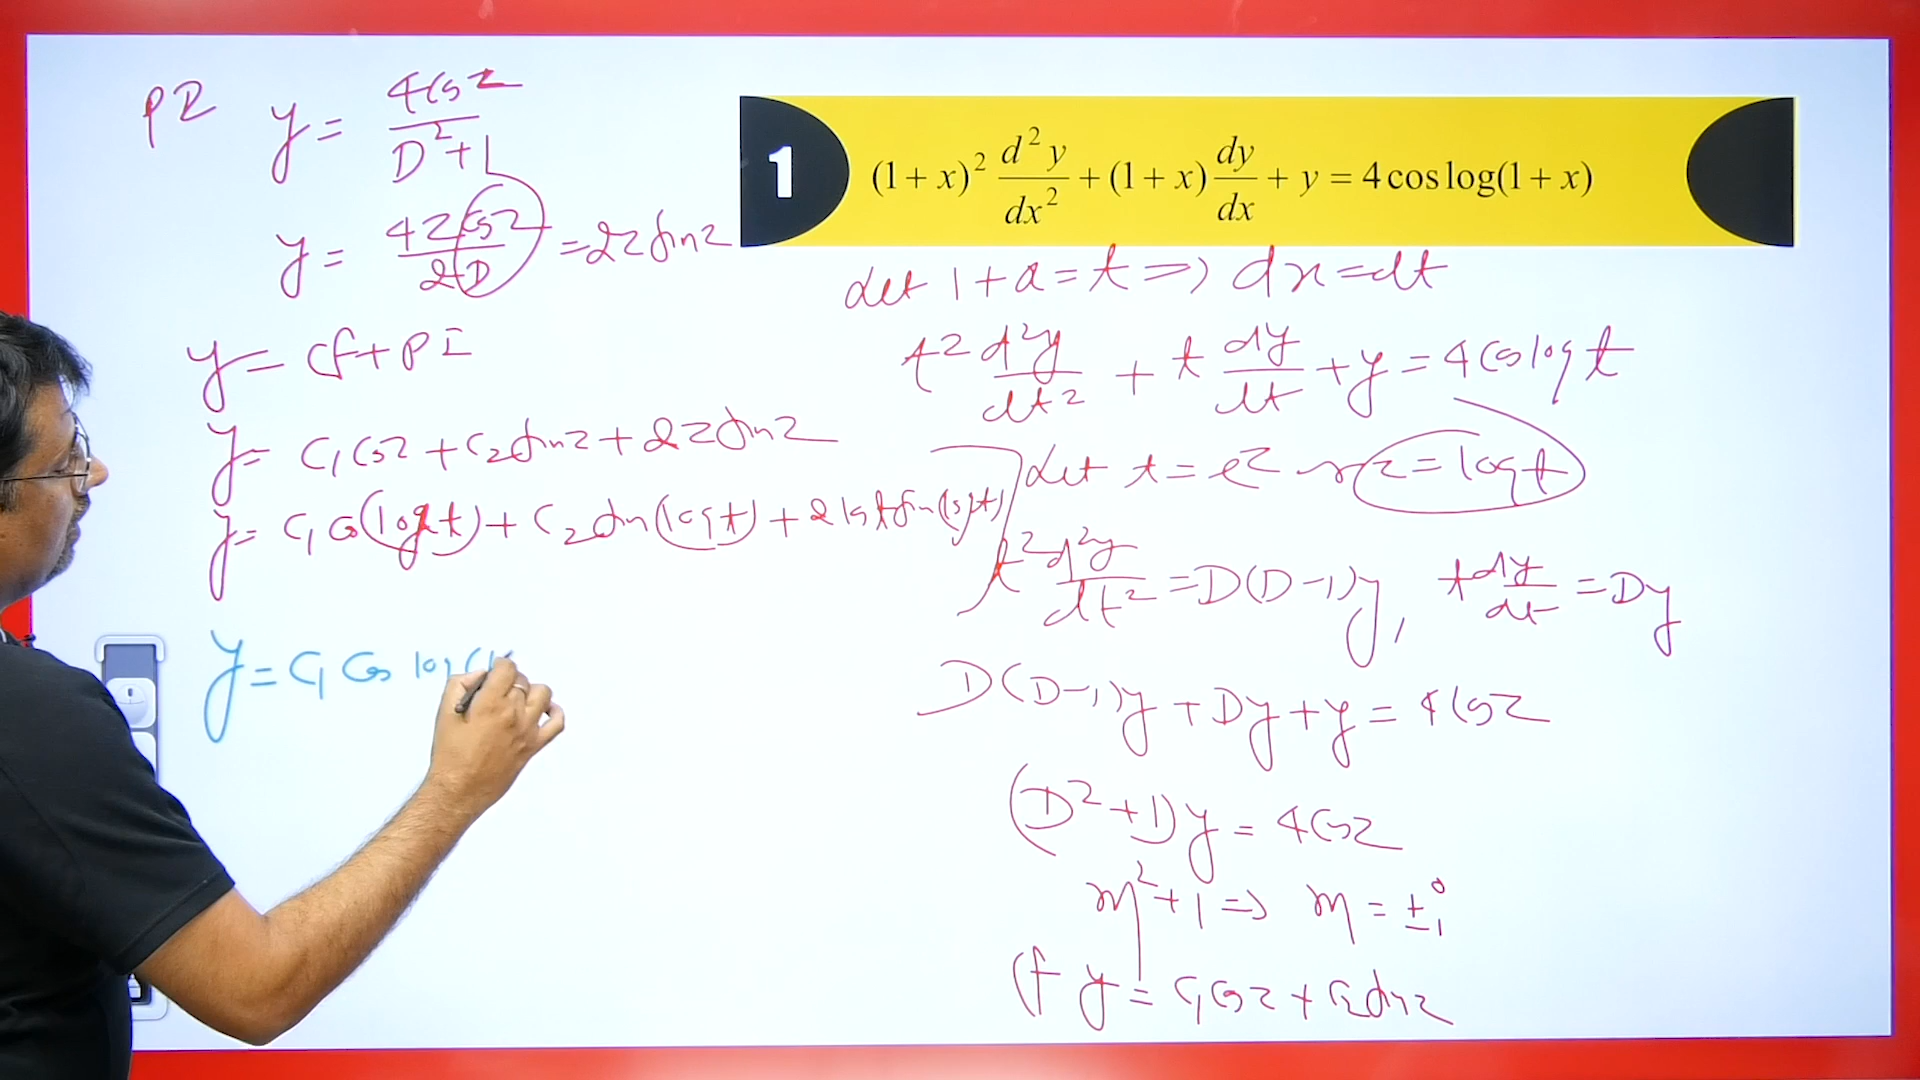 1 (1+x)² d²y/dx² + (1+x) dy/dx + y = 4 cos log(1+x)
Let 1+x = t ⇒ dx = dt
t² d²y/dt² + t dy/dt + y = 4 cos log t
Let t = e^z or z = log t
t² d²y/dt² = D(D-1)y, t dy/dt = Dy
D(D-1)y + Dy + y = 4 cos z
(D²+1)y = 4 cos z
m²+1 ⇒ m = ±i
CF y = C₁ cos z + C₂ sin z
PI y = 4 cos z / D²+1
y = 4z cos z / 2D = 2z sin z
y = CF + PI
y = C₁ cos z + C₂ sin z + 2z sin z
y = C₁ cos (log t) + C₂ sin (log t) + 2 log t sin (log t)
y = C₁ cos log (1